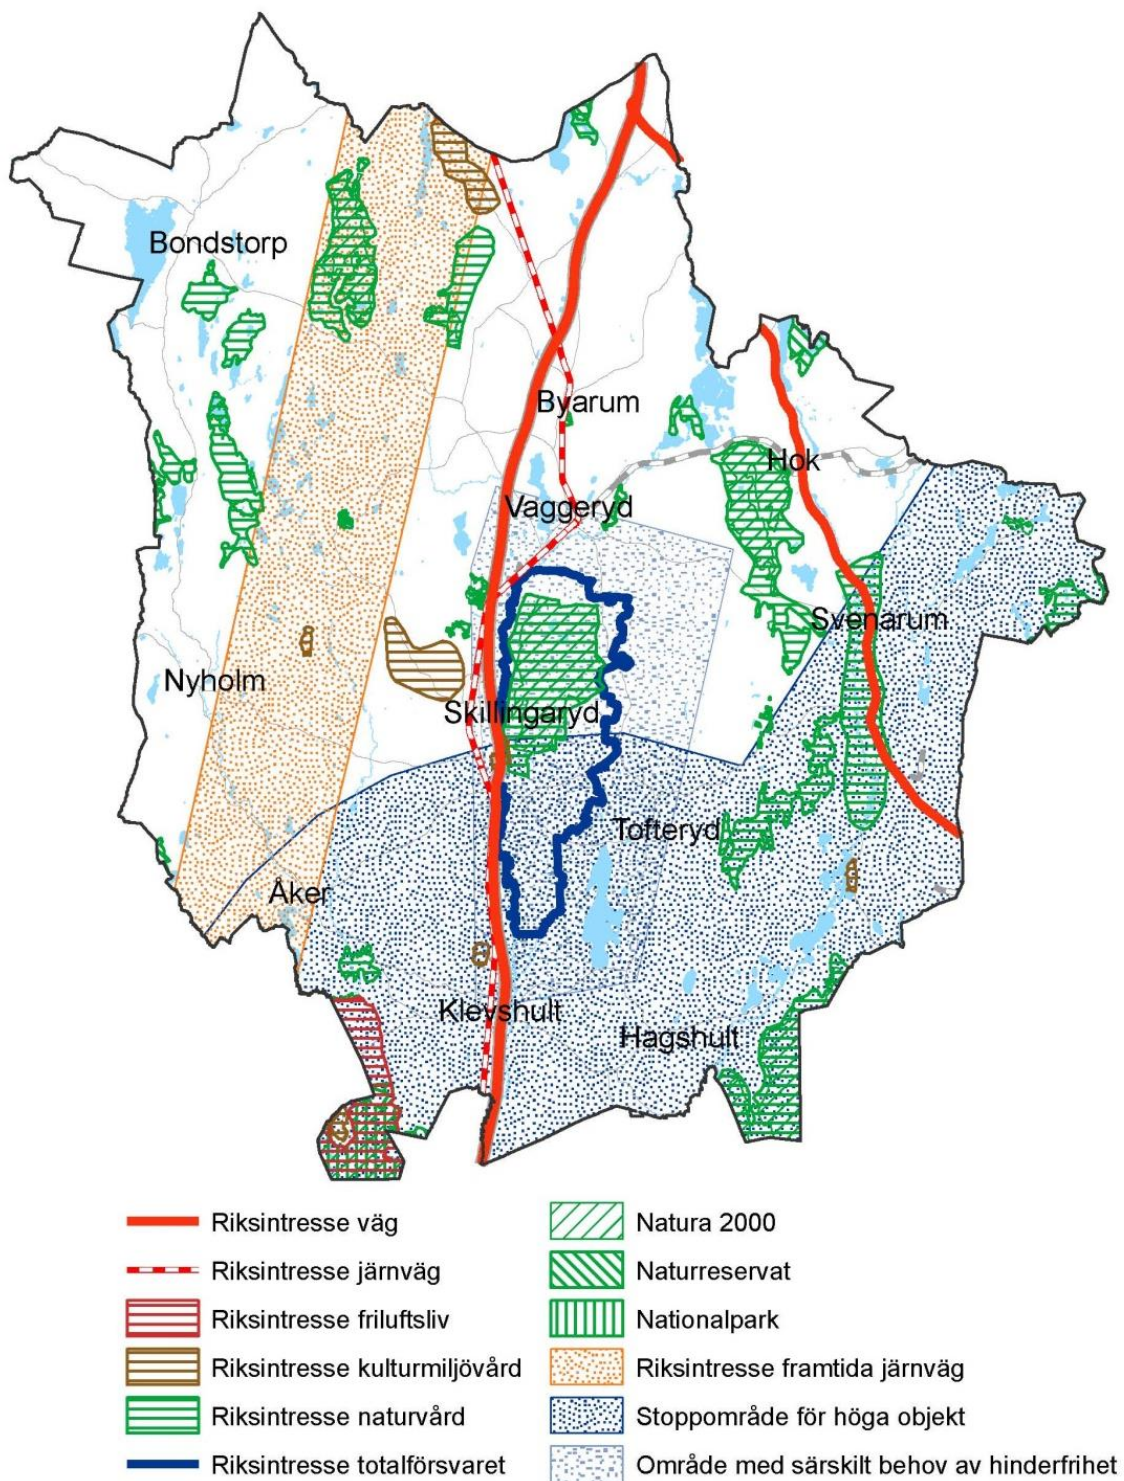 Bondstorp
Byarum
Hok
Vaggeryd
Svenarum
Nyholm
Skillingaryd
Tofteryd
Åker
Klevshult
Hagshult
Riksintresse väg
Riksintresse järnväg
Riksintresse friluftsliv
Riksintresse kulturmiljövård
Riksintresse naturvård
Riksintresse totalförsvaret
Natura 2000
Naturreservat
Nationalpark
Riksintresse framtida järnväg
Stoppområde för höga objekt
Område med särskilt behov av hinderfrihet